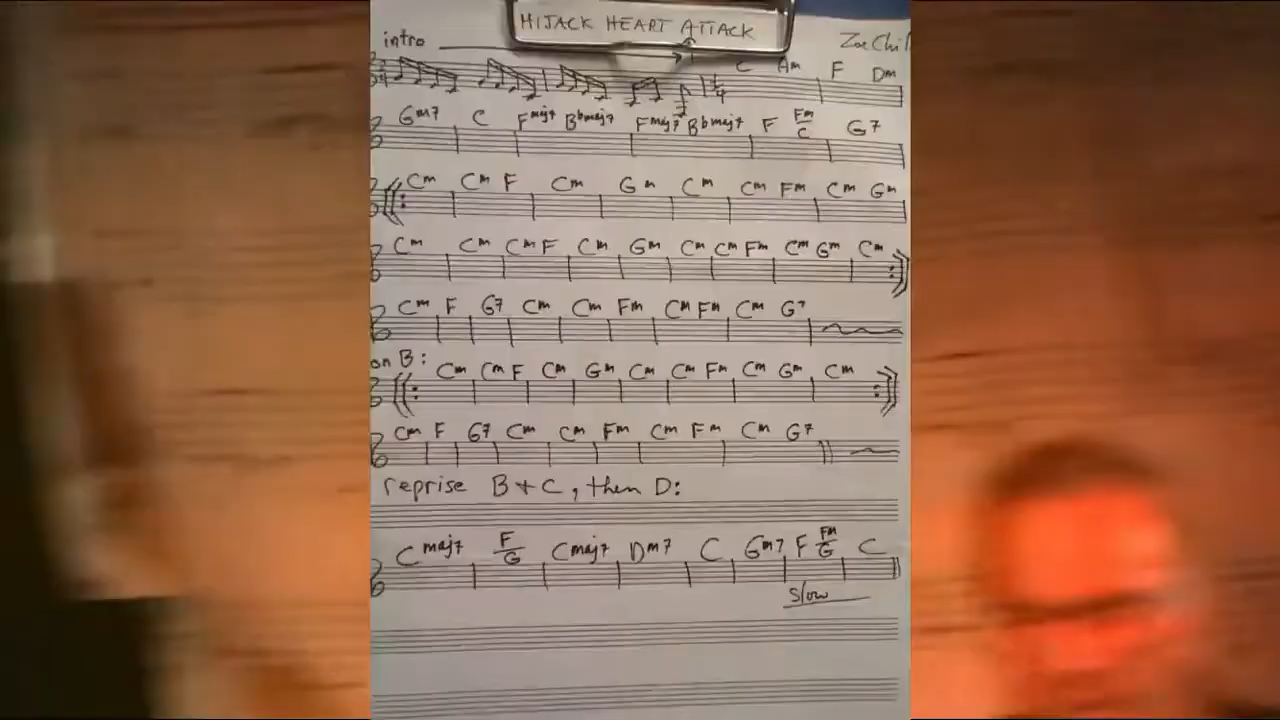 HIJACK HEART ATTACK
intro
C Am F Dm
Gm7 C Fmaj7 Bbmaj7 Fmaj7 Bbmaj7 F Fm/C G7
Cm Cm F Cm Gm Cm Cm Fm Cm Gm
Cm Cm Cm F Cm Gm Cm Cm Fm Cm Gm Cm
Cm F G7 Cm Cm Fm Cm Fm Cm G7
on B:
Cm Cm F Cm Gm Cm Cm Fm Cm Gm Cm
Cm F G7 Cm Cm Fm Cm Fm Cm G7
reprise B + C, then D:
Cmaj7 F/G Cmaj7 Dm7 C Gm7 F Fm/G C
Slow